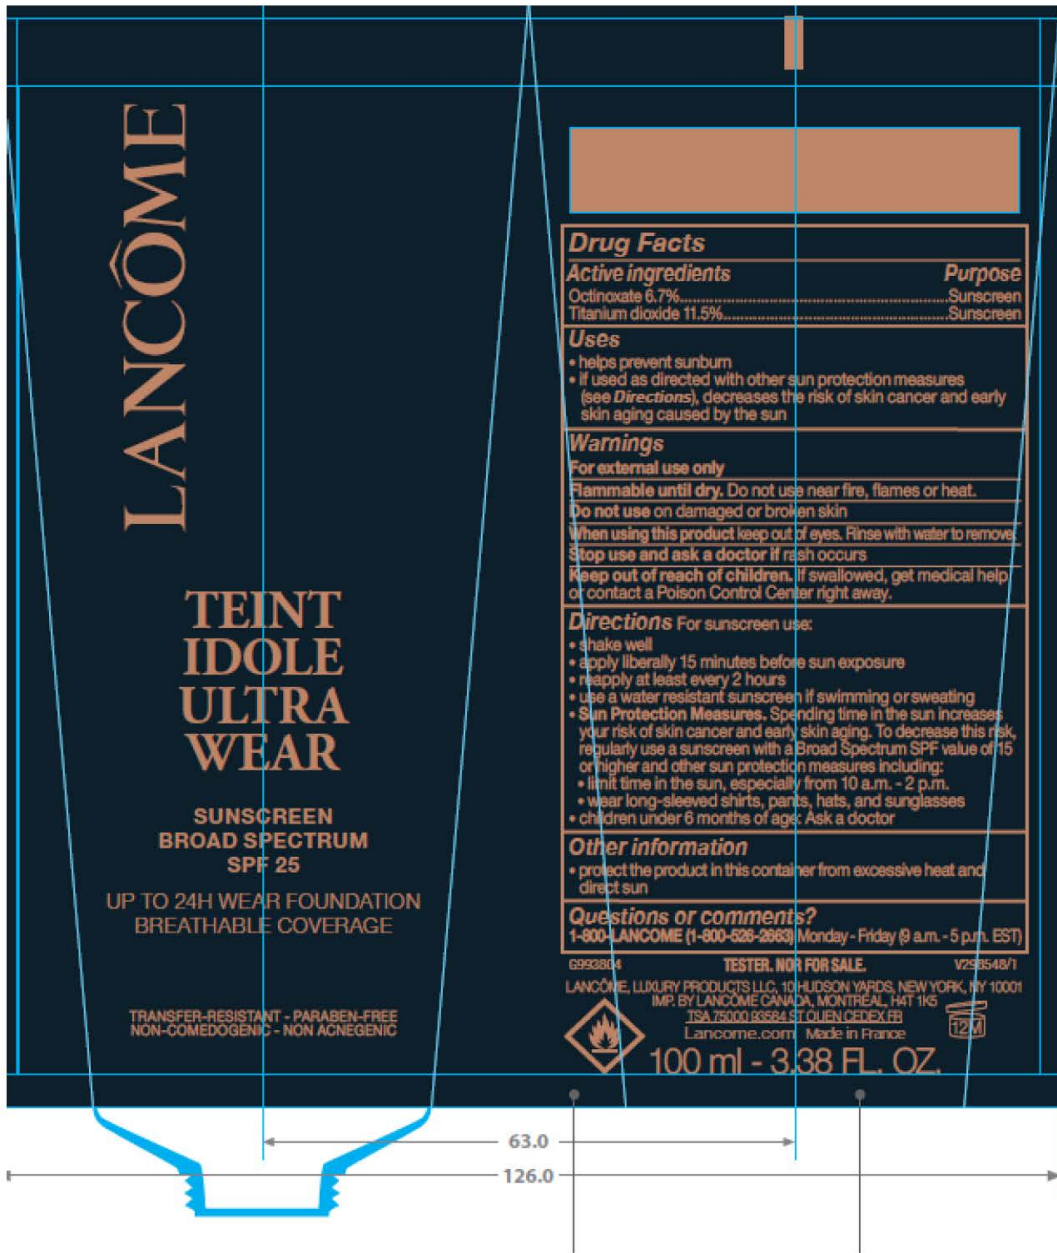 LANCÔME
TEINT
IDOLE
ULTRA
WEAR
SUNSCREEN
BROAD SPECTRUM
SPF 25
UP TO 24H WEAR FOUNDATION
BREATHABLE COVERAGE
TRANSFER-RESISTANT - PARABEN-FREE
NON-COMEDOGENIC - NON ACNEGENIC
Drug Facts
Active ingredients Purpose
Octinoxate 6.7%......................................................................Sunscreen
Titanium dioxide 11.5%............................................................Sunscreen
Uses
• helps prevent sunburn
• if used as directed with other sun protection measures
(see Directions), decreases the risk of skin cancer and early
skin aging caused by the sun
Warnings
For external use only
Flammable until dry. Do not use near fire, flames or heat.
Do not use on damaged or broken skin
When using this product keep out of eyes. Rinse with water to remove.
Stop use and ask a doctor if rash occurs
Keep out of reach of children. If swallowed, get medical help
or contact a Poison Control Center right away.
Directions For sunscreen use:
• shake well
• apply liberally 15 minutes before sun exposure
• reapply at least every 2 hours
• use a water resistant sunscreen if swimming or sweating
• Sun Protection Measures. Spending time in the sun increases
your risk of skin cancer and early skin aging. To decrease this risk,
regularly use a sunscreen with a Broad Spectrum SPF value of 15
or higher and other sun protection measures including:
• limit time in the sun, especially from 10 a.m. - 2 p.m.
• wear long-sleeved shirts, pants, hats, and sunglasses
• children under 6 months of age: Ask a doctor
Other information
• protect the product in this container from excessive heat and
direct sun
Questions or comments?
1-800-LANCOME (1-800-526-2663) Monday - Friday (9 a.m. - 5 p.m. EST)
G993804 TESTER. NOR FOR SALE. V298548/1
LANCÔME, LUXURY PRODUCTS LLC, 10 HUDSON YARDS, NEW YORK, NY 10001
IMP. BY LANCÔME CANADA, MONTRÉAL, H4T 1K5
TSA 75000 93584 ST OUEN CEDEX FR
Lancome.com Made in France
12M
100 ml - 3.38 FL. OZ.
63.0
126.0